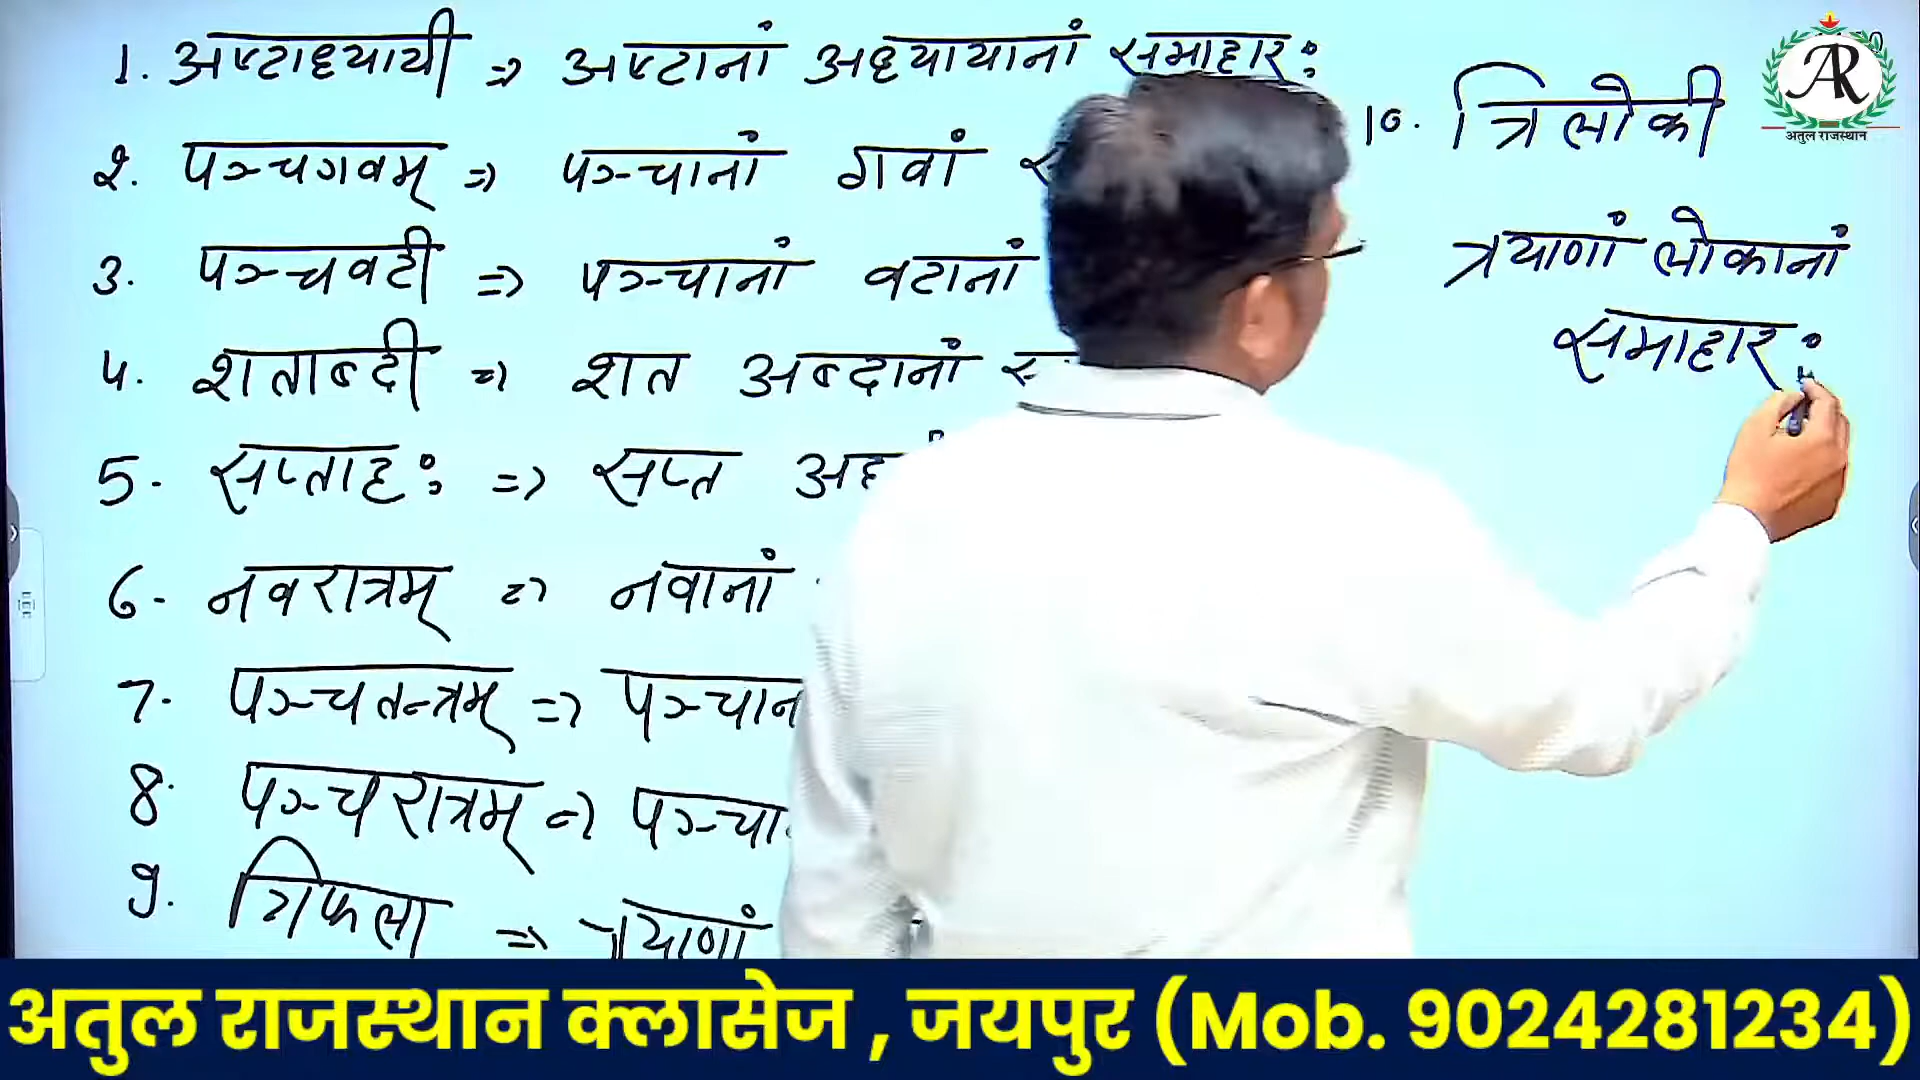 1. अष्टाध्यायी => अष्टानां अध्यायानां समाहारः
2. पञ्चगवम् => पञ्चानां गवां
3. पञ्चवटी => पञ्चानां वटानां
4. शताब्दी => शत अब्दानां
5. सप्ताहः => सप्त
6. नवरात्रम् => नवानां
7. पञ्चतन्त्रम् =>
8. पञ्चरात्रम् =>
9. त्रिफला => त्रयाणां
10. त्रिलोकी
त्रयाणां लोकानां
समाहारः
AR
अतुल राजस्थान
अतुल राजस्थान क्लासेज , जयपुर (Mob. 9024281234)